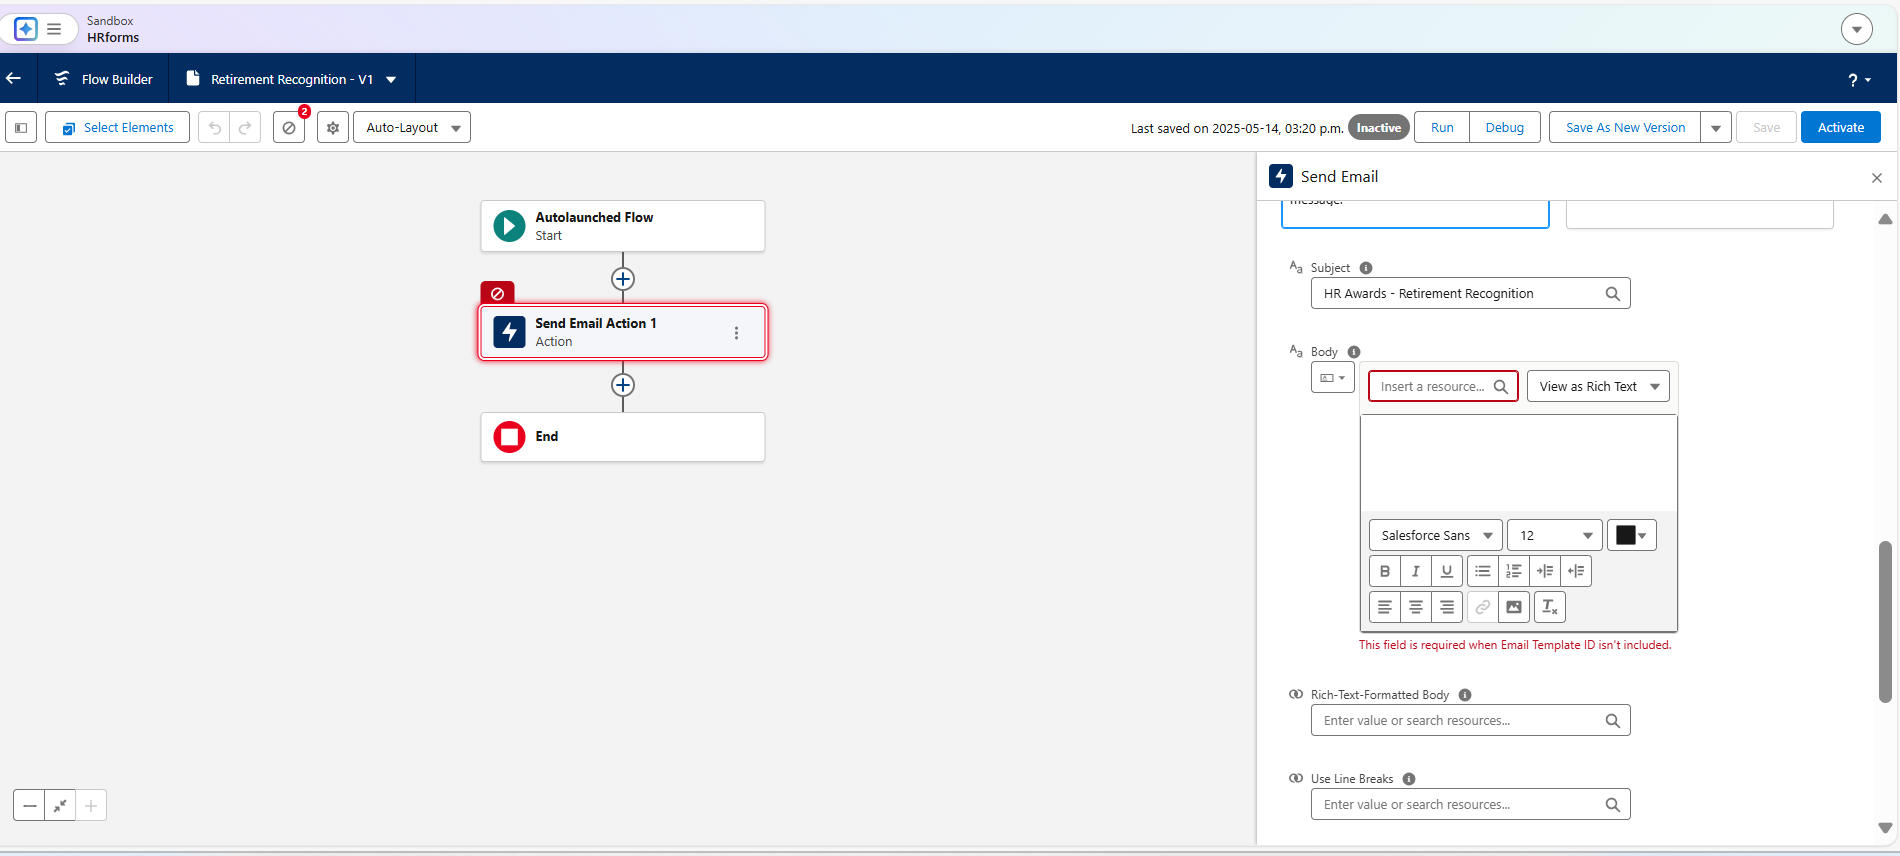 Sandbox
HRforms
Flow Builder
Retirement Recognition - V1
?
Select Elements
2
Auto-Layout
Last saved on 2025-05-14, 03:20 p.m.
Inactive
Run
Debug
Save As New Version
Save
Activate
Autolaunched Flow
Start
Send Email Action 1
Action
End
Send Email
message.
Aa Subject
HR Awards - Retirement Recognition
Aa Body
Insert a resource...
View as Rich Text
Salesforce Sans
12
B I U
This field is required when Email Template ID isn't included.
Rich-Text-Formatted Body
Enter value or search resources...
Use Line Breaks
Enter value or search resources...